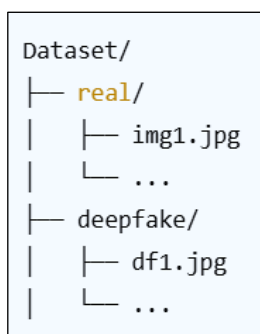 Dataset/
├── real/
│   ├── img1.jpg
│   └── ...
├── deepfake/
│   ├── df1.jpg
│   └── ...